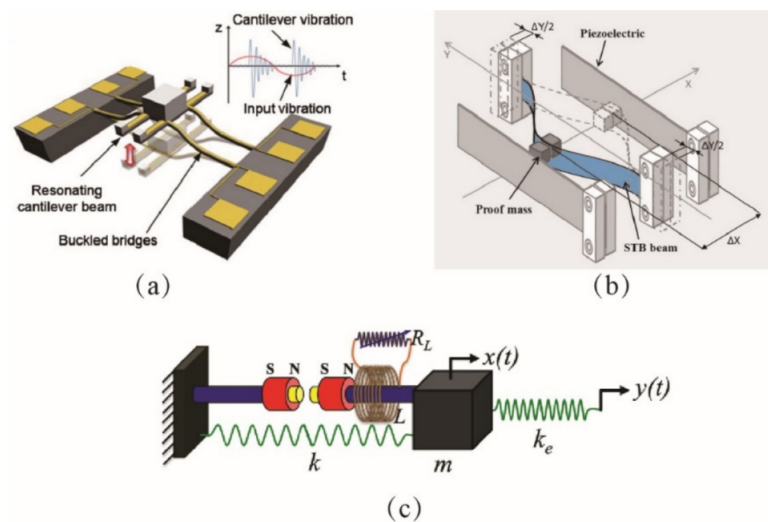 Cantilever vibration
z
t
Input vibration
Resonating
cantilever beam
Buckled bridges
(a)
ΔY/2
Piezoelectric
Y
X
ΔY/2
Proof mass
STB beam
ΔX
(b)
R_L
S N S N
x(t)
y(t)
L
k
m
k_e
(c)